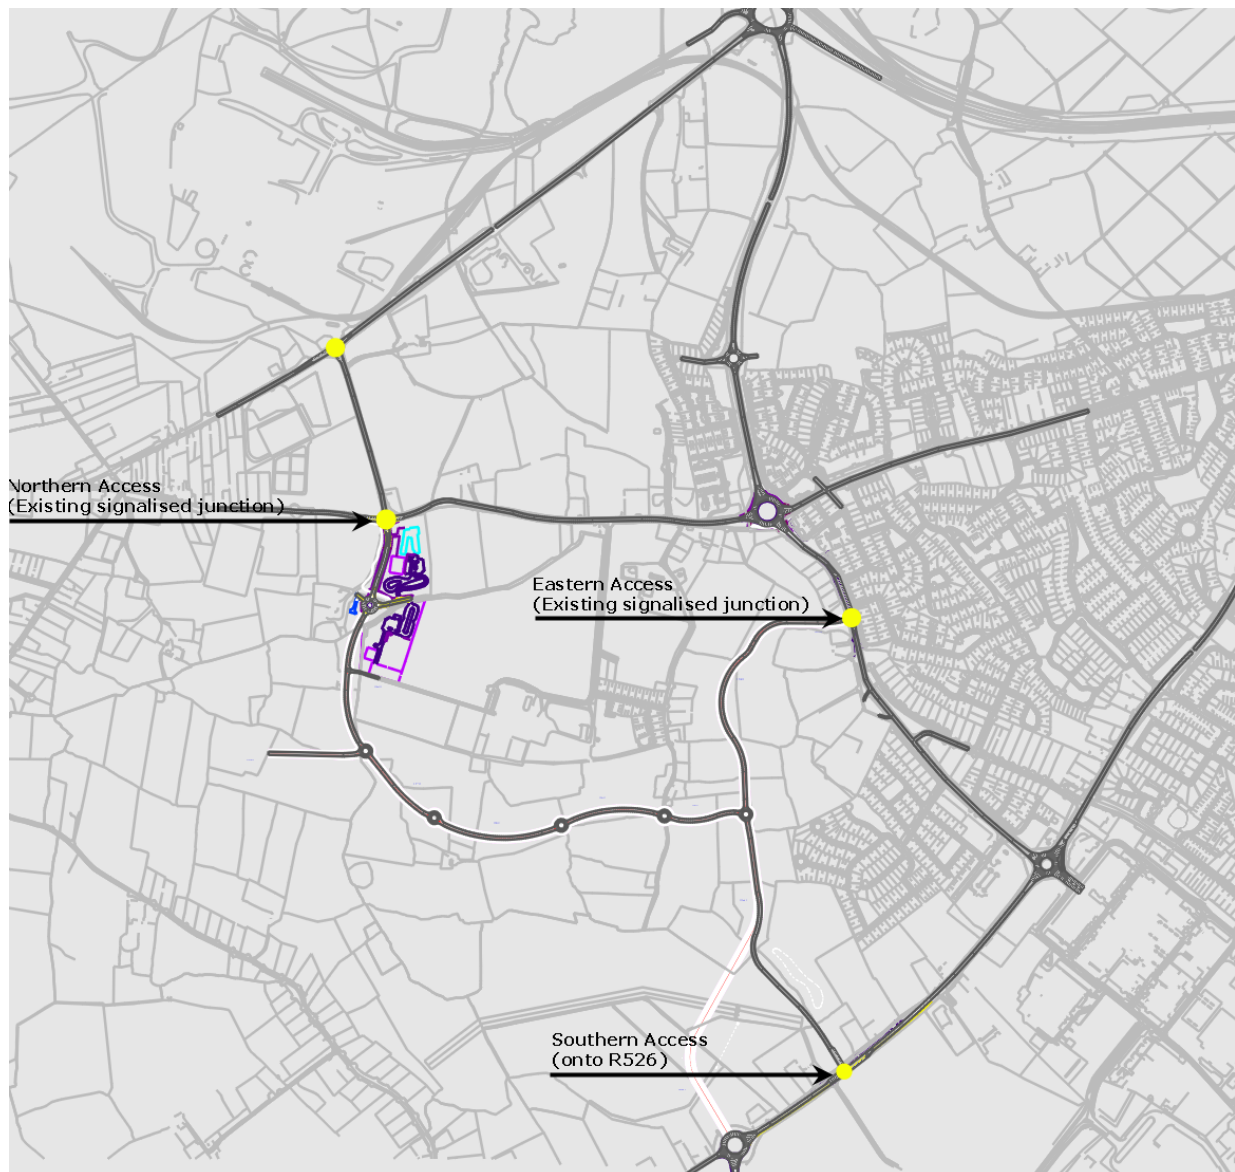 Northern Access
(Existing signalised junction)
Eastern Access
(Existing signalised junction)
Southern Access
(onto R526)